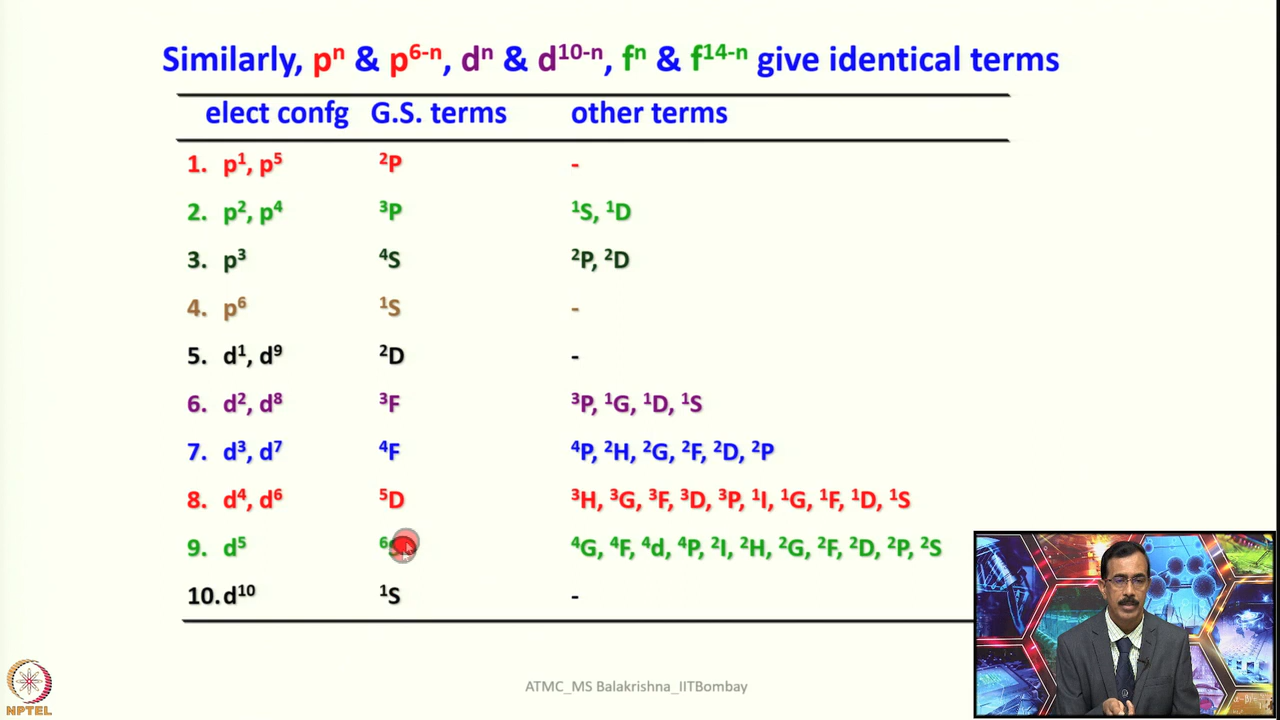 Similarly, pⁿ & p⁶⁻ⁿ, dⁿ & d¹⁰⁻ⁿ, fⁿ & f¹⁴⁻ⁿ give identical terms
elect confg G.S. terms other terms
1. p¹, p⁵ ²P -
2. p², p⁴ ³P ¹S, ¹D
3. p³ ⁴S ²P, ²D
4. p⁶ ¹S -
5. d¹, d⁹ ²D -
6. d², d⁸ ³F ³P, ¹G, ¹D, ¹S
7. d³, d⁷ ⁴F ⁴P, ²H, ²G, ²F, ²D, ²P
8. d⁴, d⁶ ⁵D ³H, ³G, ³F, ³D, ³P, ¹I, ¹G, ¹F, ¹D, ¹S
9. d⁵ ⁶ ⁴G, ⁴F, ⁴d, ⁴P, ²I, ²H, ²G, ²F, ²D, ²P, ²S
10. d¹⁰ ¹S -
ATMC_MS Balakrishna_IITBombay
NPTEL